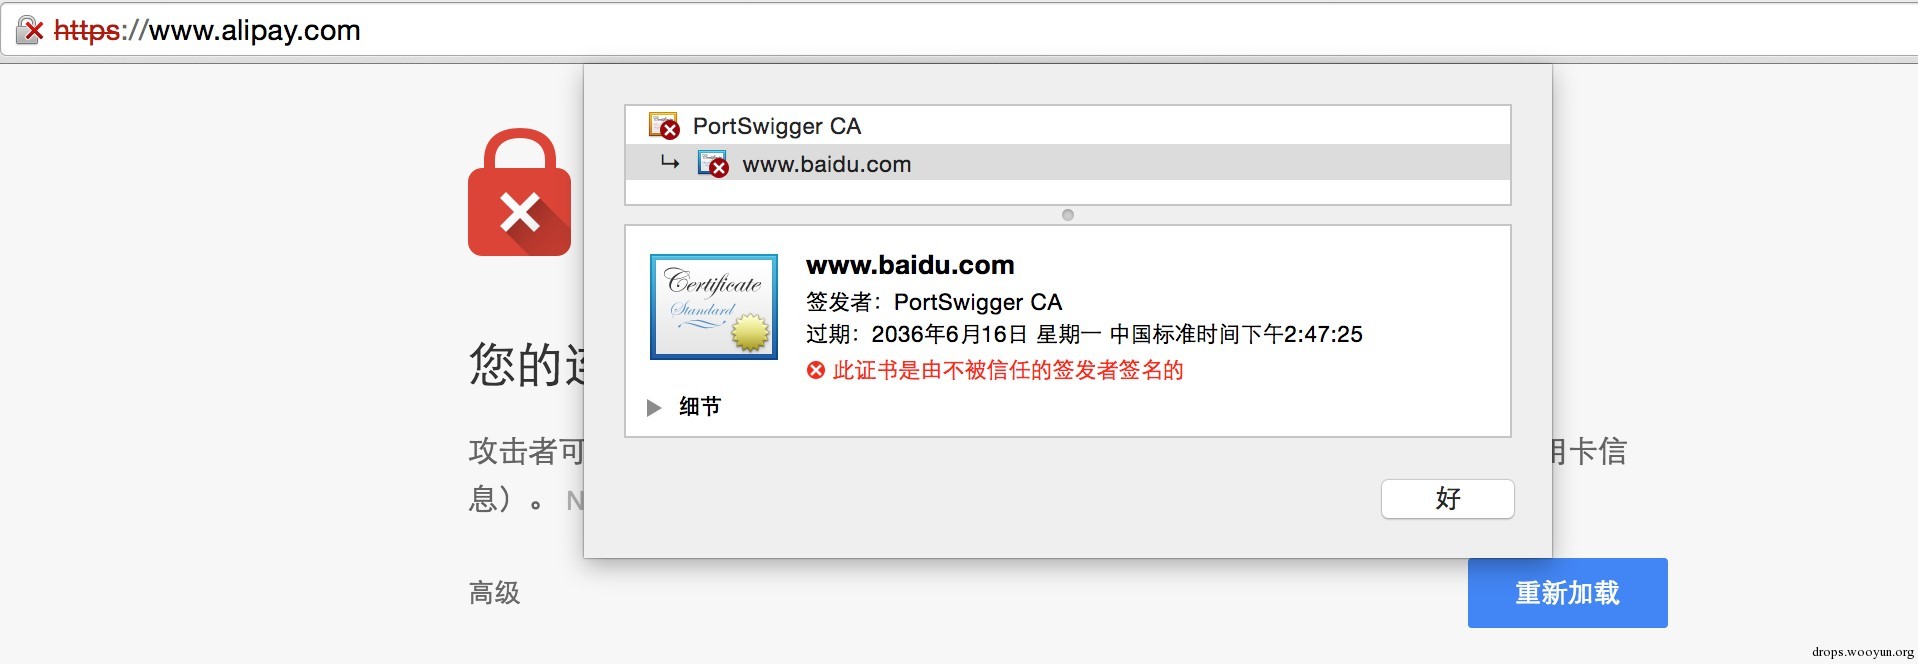 https://www.alipay.com
PortSwigger CA
www.baidu.com
Certificate
Standard
www.baidu.com
签发者：PortSwigger CA
过期：2036年6月16日 星期一 中国标准时间下午2:47:25
此证书是由不被信任的签发者签名的
细节
好
您的
攻击者可 用卡信
息）。 N
高级
重新加载
drops.wooyun.org